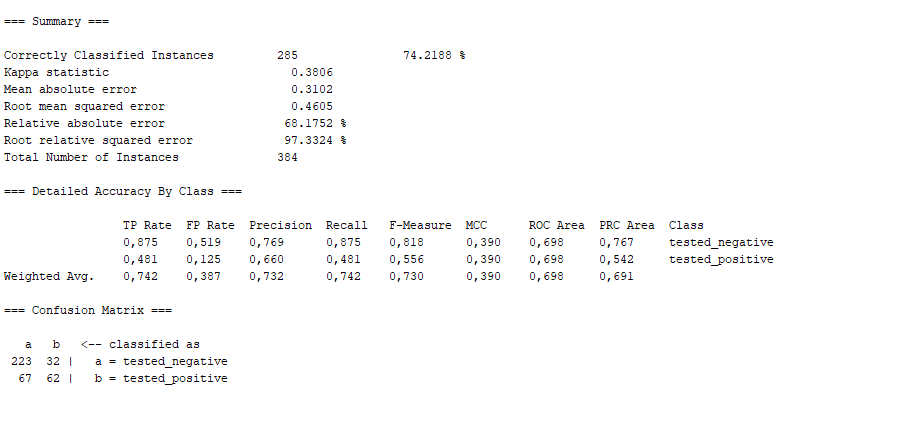 === Summary ===
Correctly Classified Instances 285 74.2188 %
Kappa statistic 0.3806
Mean absolute error 0.3102
Root mean squared error 0.4605
Relative absolute error 68.1752 %
Root relative squared error 97.3324 %
Total Number of Instances 384
=== Detailed Accuracy By Class ===
TP Rate FP Rate Precision Recall F-Measure MCC ROC Area PRC Area Class
0,875 0,519 0,769 0,875 0,818 0,390 0,698 0,767 tested_negative
0,481 0,125 0,660 0,481 0,556 0,390 0,698 0,542 tested_positive
Weighted Avg. 0,742 0,387 0,732 0,742 0,730 0,390 0,698 0,691
=== Confusion Matrix ===
a b <-- classified as
223 32 | a = tested_negative
67 62 | b = tested_positive